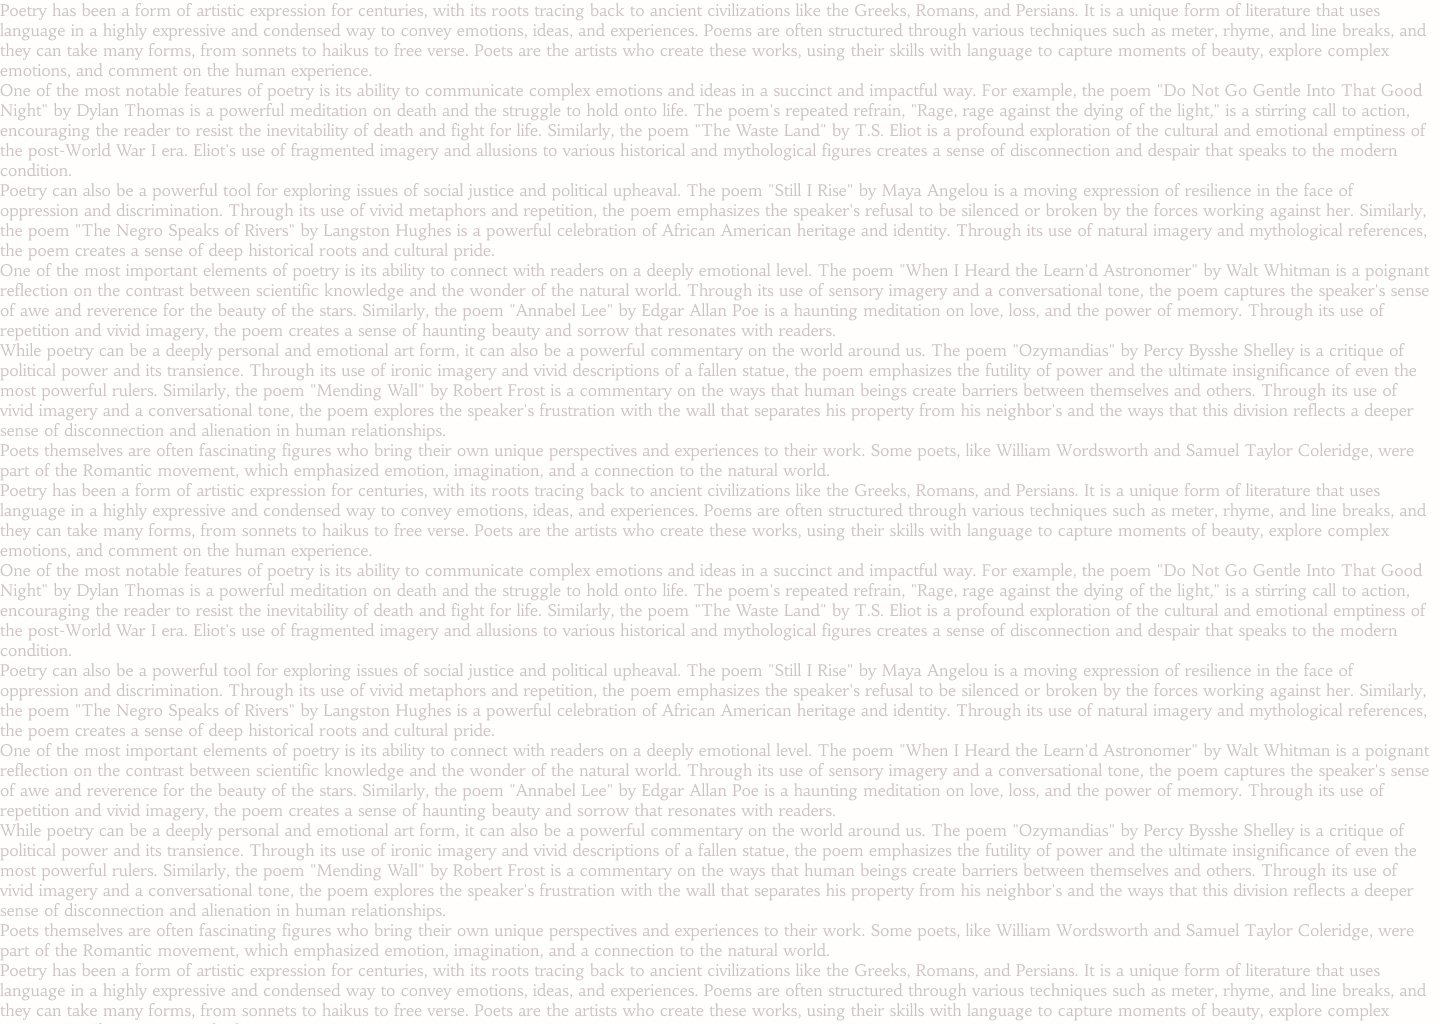 Poetry has been a form of artistic expression for centuries, with its roots tracing back to ancient civilizations like the Greeks, Romans, and Persians. It is a unique form of literature that uses
language in a highly expressive and condensed way to convey emotions, ideas, and experiences. Poems are often structured through various techniques such as meter, rhyme, and line breaks, and
they can take many forms, from sonnets to haikus to free verse. Poets are the artists who create these works, using their skills with language to capture moments of beauty, explore complex
emotions, and comment on the human experience.
One of the most notable features of poetry is its ability to communicate complex emotions and ideas in a succinct and impactful way. For example, the poem "Do Not Go Gentle Into That Good
Night" by Dylan Thomas is a powerful meditation on death and the struggle to hold onto life. The poem's repeated refrain, "Rage, rage against the dying of the light," is a stirring call to action,
encouraging the reader to resist the inevitability of death and fight for life. Similarly, the poem "The Waste Land" by T.S. Eliot is a profound exploration of the cultural and emotional emptiness of
the post-World War I era. Eliot's use of fragmented imagery and allusions to various historical and mythological figures creates a sense of disconnection and despair that speaks to the modern
condition.
Poetry can also be a powerful tool for exploring issues of social justice and political upheaval. The poem "Still I Rise" by Maya Angelou is a moving expression of resilience in the face of
oppression and discrimination. Through its use of vivid metaphors and repetition, the poem emphasizes the speaker's refusal to be silenced or broken by the forces working against her. Similarly,
the poem "The Negro Speaks of Rivers" by Langston Hughes is a powerful celebration of African American heritage and identity. Through its use of natural imagery and mythological references,
the poem creates a sense of deep historical roots and cultural pride.
One of the most important elements of poetry is its ability to connect with readers on a deeply emotional level. The poem "When I Heard the Learn'd Astronomer" by Walt Whitman is a poignant
reflection on the contrast between scientific knowledge and the wonder of the natural world. Through its use of sensory imagery and a conversational tone, the poem captures the speaker's sense
of awe and reverence for the beauty of the stars. Similarly, the poem "Annabel Lee" by Edgar Allan Poe is a haunting meditation on love, loss, and the power of memory. Through its use of
repetition and vivid imagery, the poem creates a sense of haunting beauty and sorrow that resonates with readers.
While poetry can be a deeply personal and emotional art form, it can also be a powerful commentary on the world around us. The poem "Ozymandias" by Percy Bysshe Shelley is a critique of
political power and its transience. Through its use of ironic imagery and vivid descriptions of a fallen statue, the poem emphasizes the futility of power and the ultimate insignificance of even the
most powerful rulers. Similarly, the poem "Mending Wall" by Robert Frost is a commentary on the ways that human beings create barriers between themselves and others. Through its use of
vivid imagery and a conversational tone, the poem explores the speaker's frustration with the wall that separates his property from his neighbor's and the ways that this division reflects a deeper
sense of disconnection and alienation in human relationships.
Poets themselves are often fascinating figures who bring their own unique perspectives and experiences to their work. Some poets, like William Wordsworth and Samuel Taylor Coleridge, were
part of the Romantic movement, which emphasized emotion, imagination, and a connection to the natural world.
Poetry has been a form of artistic expression for centuries, with its roots tracing back to ancient civilizations like the Greeks, Romans, and Persians. It is a unique form of literature that uses
language in a highly expressive and condensed way to convey emotions, ideas, and experiences. Poems are often structured through various techniques such as meter, rhyme, and line breaks, and
they can take many forms, from sonnets to haikus to free verse. Poets are the artists who create these works, using their skills with language to capture moments of beauty, explore complex
emotions, and comment on the human experience.
One of the most notable features of poetry is its ability to communicate complex emotions and ideas in a succinct and impactful way. For example, the poem "Do Not Go Gentle Into That Good
Night" by Dylan Thomas is a powerful meditation on death and the struggle to hold onto life. The poem's repeated refrain, "Rage, rage against the dying of the light," is a stirring call to action,
encouraging the reader to resist the inevitability of death and fight for life. Similarly, the poem "The Waste Land" by T.S. Eliot is a profound exploration of the cultural and emotional emptiness of
the post-World War I era. Eliot's use of fragmented imagery and allusions to various historical and mythological figures creates a sense of disconnection and despair that speaks to the modern
condition.
Poetry can also be a powerful tool for exploring issues of social justice and political upheaval. The poem "Still I Rise" by Maya Angelou is a moving expression of resilience in the face of
oppression and discrimination. Through its use of vivid metaphors and repetition, the poem emphasizes the speaker's refusal to be silenced or broken by the forces working against her. Similarly,
the poem "The Negro Speaks of Rivers" by Langston Hughes is a powerful celebration of African American heritage and identity. Through its use of natural imagery and mythological references,
the poem creates a sense of deep historical roots and cultural pride.
One of the most important elements of poetry is its ability to connect with readers on a deeply emotional level. The poem "When I Heard the Learn'd Astronomer" by Walt Whitman is a poignant
reflection on the contrast between scientific knowledge and the wonder of the natural world. Through its use of sensory imagery and a conversational tone, the poem captures the speaker's sense
of awe and reverence for the beauty of the stars. Similarly, the poem "Annabel Lee" by Edgar Allan Poe is a haunting meditation on love, loss, and the power of memory. Through its use of
repetition and vivid imagery, the poem creates a sense of haunting beauty and sorrow that resonates with readers.
While poetry can be a deeply personal and emotional art form, it can also be a powerful commentary on the world around us. The poem "Ozymandias" by Percy Bysshe Shelley is a critique of
political power and its transience. Through its use of ironic imagery and vivid descriptions of a fallen statue, the poem emphasizes the futility of power and the ultimate insignificance of even the
most powerful rulers. Similarly, the poem "Mending Wall" by Robert Frost is a commentary on the ways that human beings create barriers between themselves and others. Through its use of
vivid imagery and a conversational tone, the poem explores the speaker's frustration with the wall that separates his property from his neighbor's and the ways that this division reflects a deeper
sense of disconnection and alienation in human relationships.
Poets themselves are often fascinating figures who bring their own unique perspectives and experiences to their work. Some poets, like William Wordsworth and Samuel Taylor Coleridge, were
part of the Romantic movement, which emphasized emotion, imagination, and a connection to the natural world.
Poetry has been a form of artistic expression for centuries, with its roots tracing back to ancient civilizations like the Greeks, Romans, and Persians. It is a unique form of literature that uses
language in a highly expressive and condensed way to convey emotions, ideas, and experiences. Poems are often structured through various techniques such as meter, rhyme, and line breaks, and
they can take many forms, from sonnets to haikus to free verse. Poets are the artists who create these works, using their skills with language to capture moments of beauty, explore complex